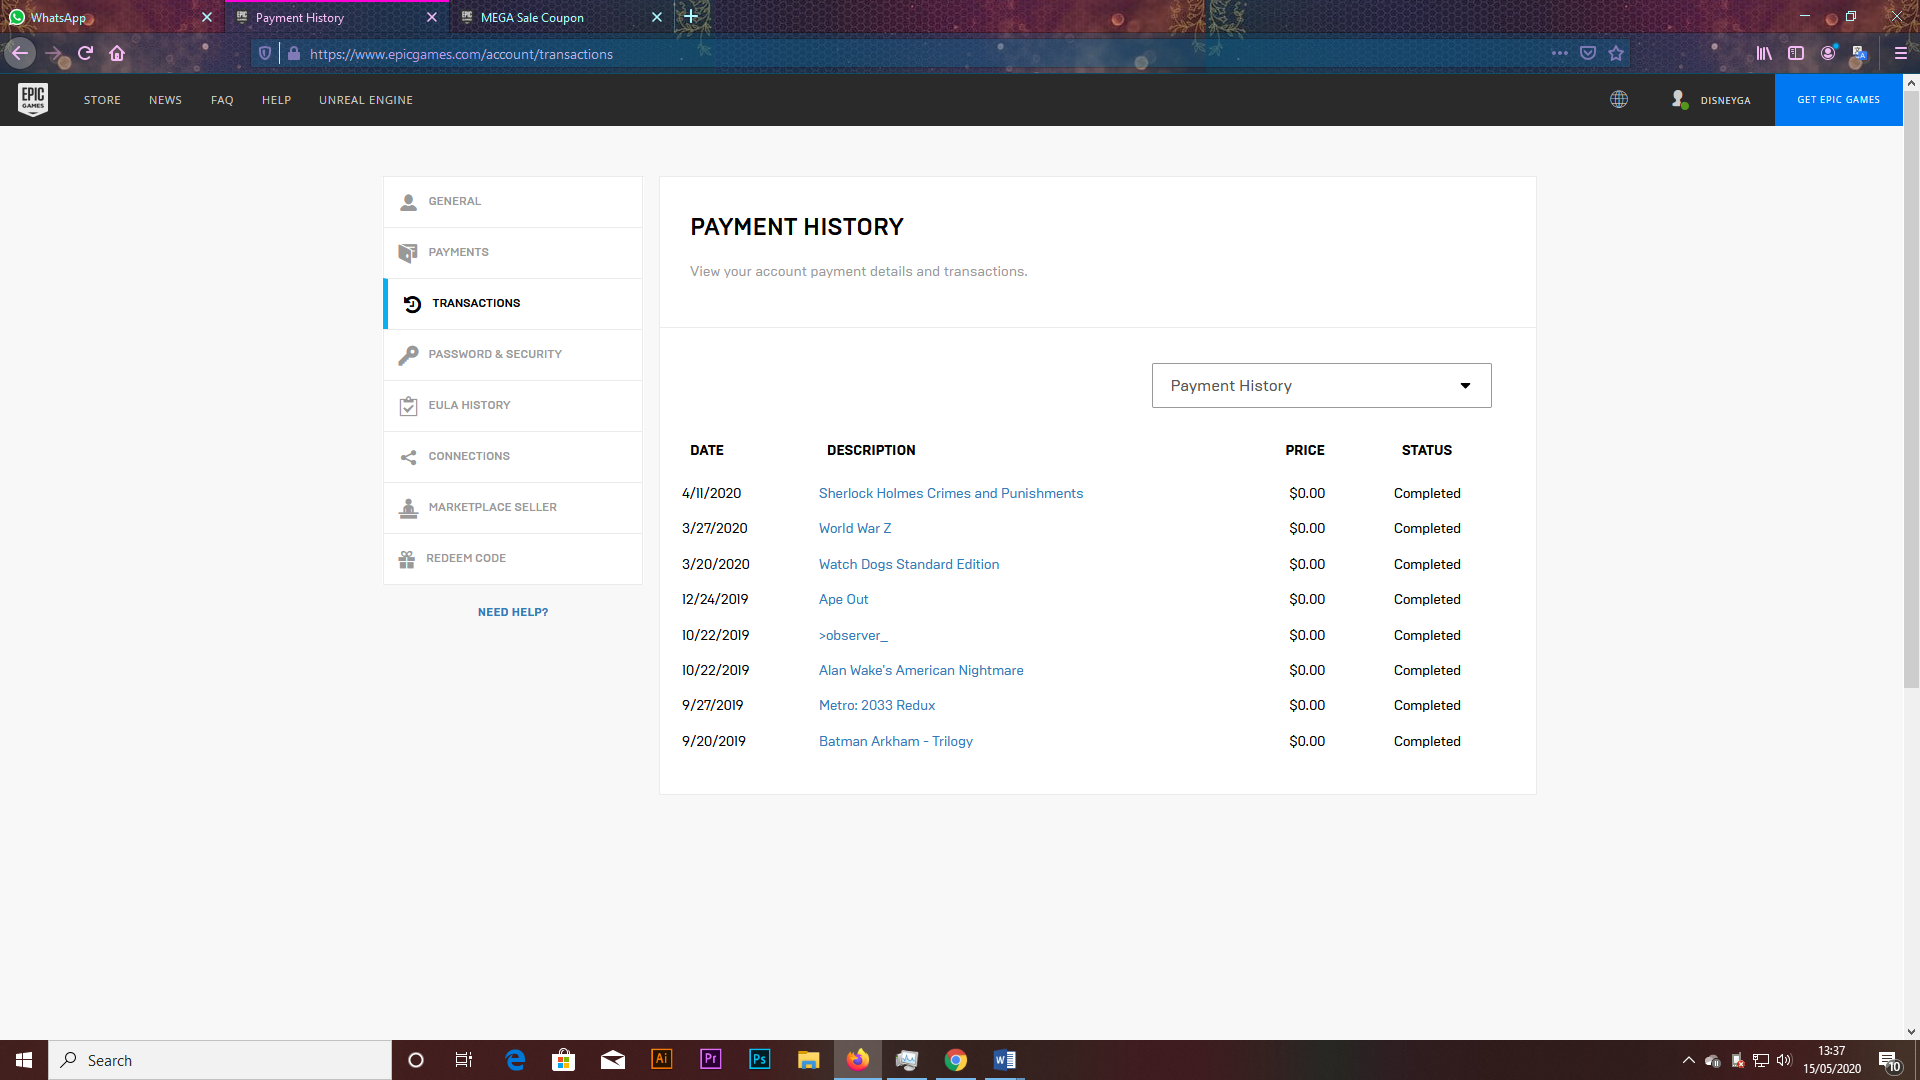 WhatsApp
Payment History
MEGA Sale Coupon
https://www.epicgames.com/account/transactions
EPIC GAMES
STORE
NEWS
FAQ
HELP
UNREAL ENGINE
DISNEYGA
GET EPIC GAMES
GENERAL
PAYMENTS
TRANSACTIONS
PASSWORD & SECURITY
EULA HISTORY
CONNECTIONS
MARKETPLACE SELLER
REDEEM CODE
NEED HELP?
PAYMENT HISTORY
View your account payment details and transactions.
Payment History
DATE DESCRIPTION PRICE STATUS
4/11/2020 Sherlock Holmes Crimes and Punishments $0.00 Completed
3/27/2020 World War Z $0.00 Completed
3/20/2020 Watch Dogs Standard Edition $0.00 Completed
12/24/2019 Ape Out $0.00 Completed
10/22/2019 >observer_ $0.00 Completed
10/22/2019 Alan Wake's American Nightmare $0.00 Completed
9/27/2019 Metro: 2033 Redux $0.00 Completed
9/20/2019 Batman Arkham - Trilogy $0.00 Completed
Search
Ai
Pr
Ps
13:37
15/05/2020
10